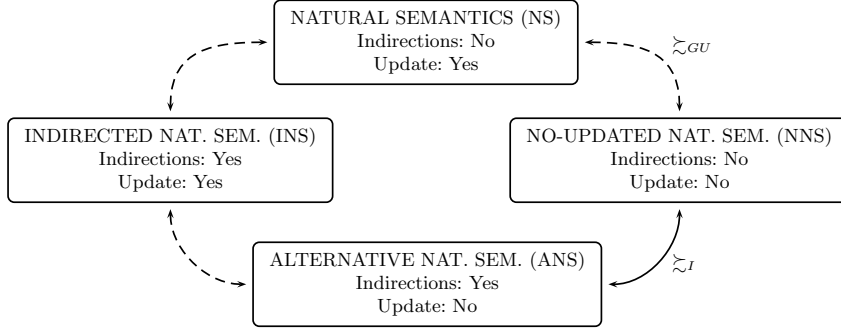 NATURAL SEMANTICS (NS)
Indirections: No
Update: Yes
≿GU
INDIRECTED NAT. SEM. (INS)
Indirections: Yes
Update: Yes
NO-UPDATED NAT. SEM. (NNS)
Indirections: No
Update: No
ALTERNATIVE NAT. SEM. (ANS)
Indirections: Yes
Update: No
≿I